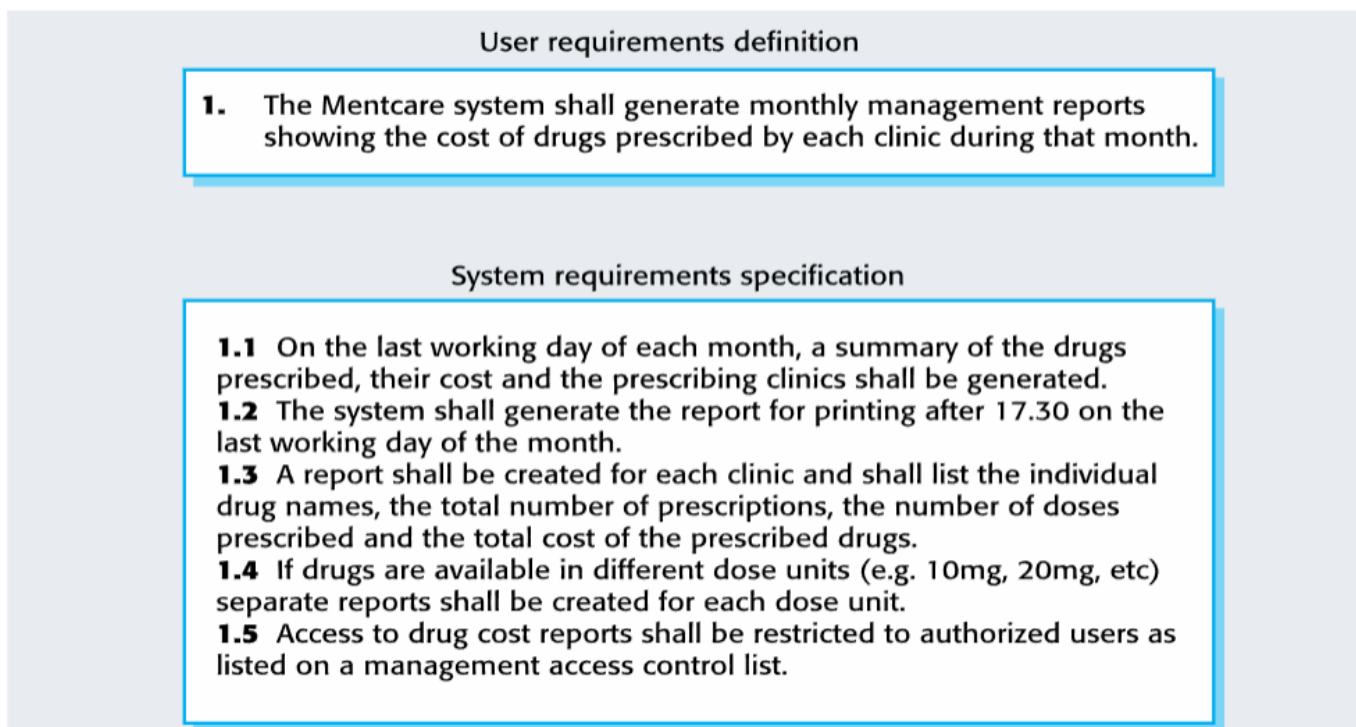 User requirements definition
1. The Mentcare system shall generate monthly management reports
showing the cost of drugs prescribed by each clinic during that month.
System requirements specification
1.1 On the last working day of each month, a summary of the drugs
prescribed, their cost and the prescribing clinics shall be generated.
1.2 The system shall generate the report for printing after 17.30 on the
last working day of the month.
1.3 A report shall be created for each clinic and shall list the individual
drug names, the total number of prescriptions, the number of doses
prescribed and the total cost of the prescribed drugs.
1.4 If drugs are available in different dose units (e.g. 10mg, 20mg, etc)
separate reports shall be created for each dose unit.
1.5 Access to drug cost reports shall be restricted to authorized users as
listed on a management access control list.